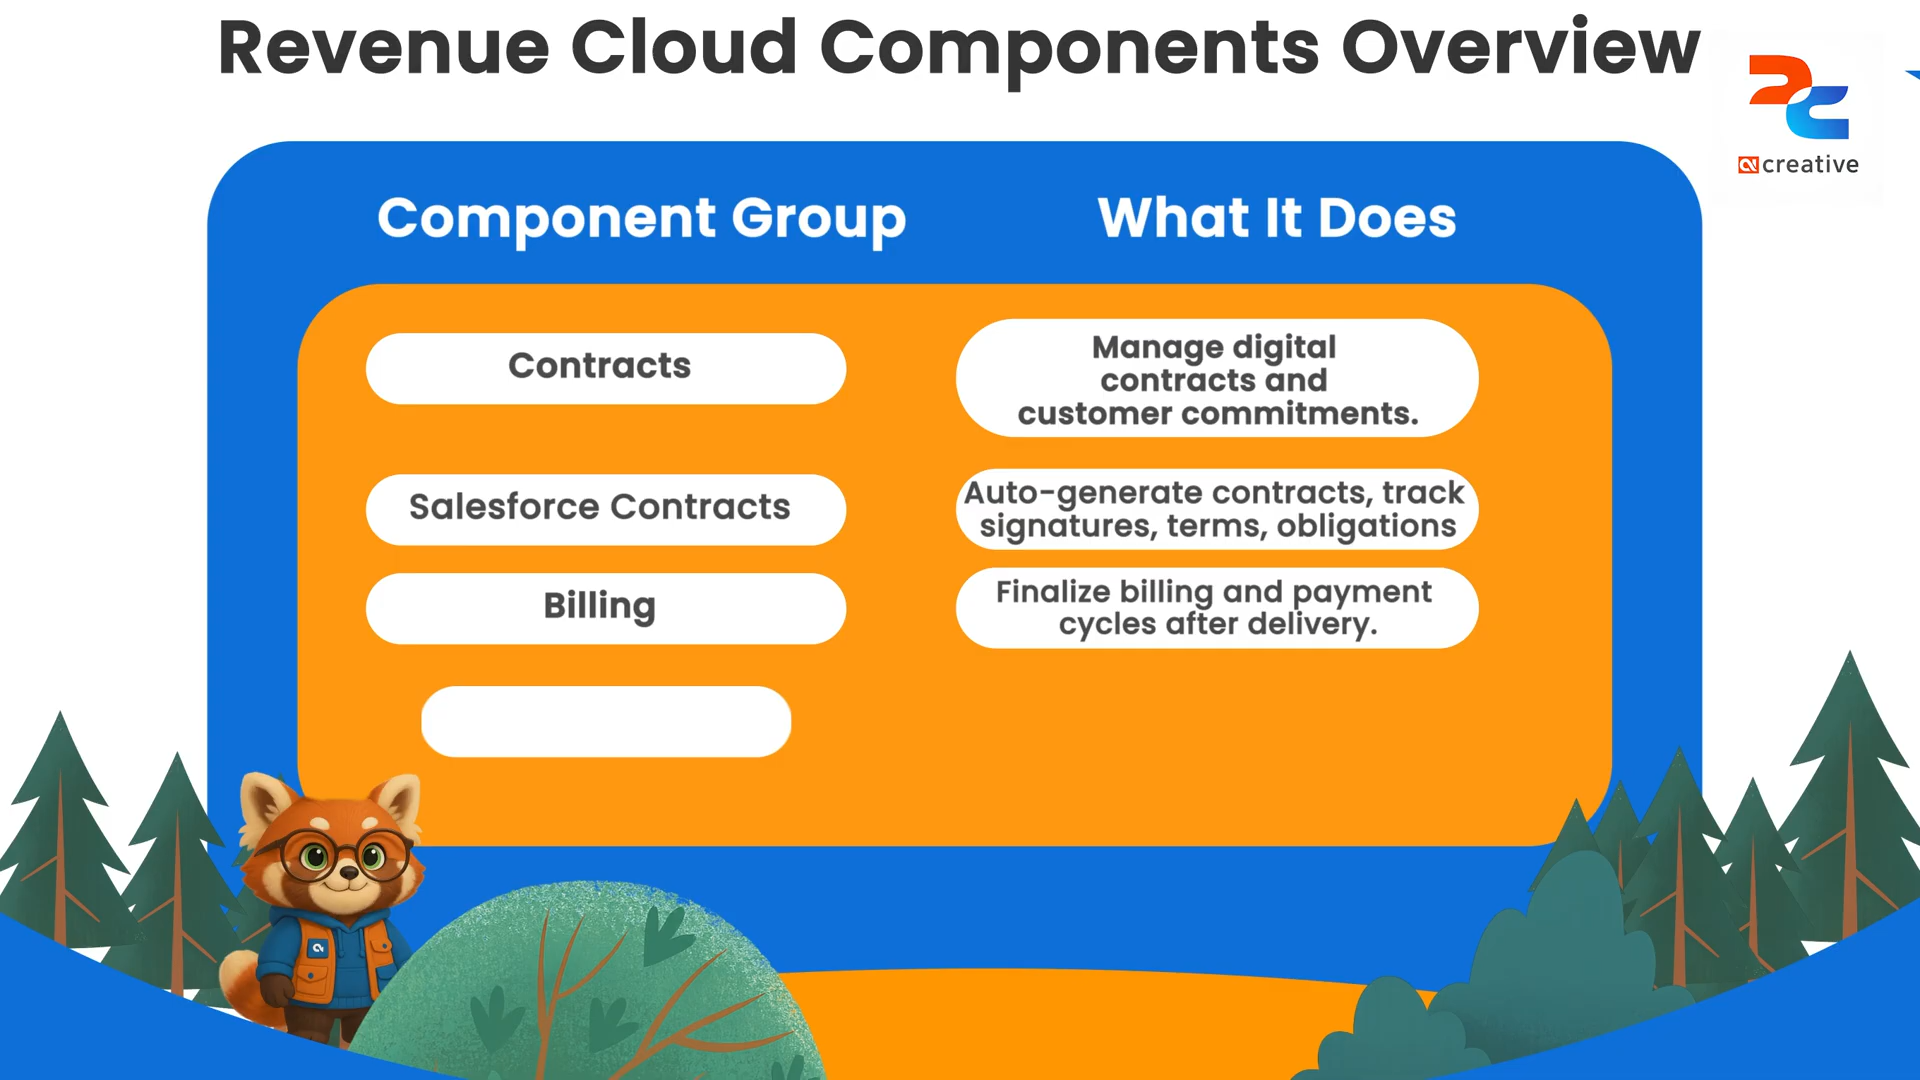 Revenue Cloud Components Overview
creative
Component Group
What It Does
Contracts
Manage digital
contracts and
customer commitments.
Salesforce Contracts
Auto-generate contracts, track
signatures, terms, obligations
Billing
Finalize billing and payment
cycles after delivery.